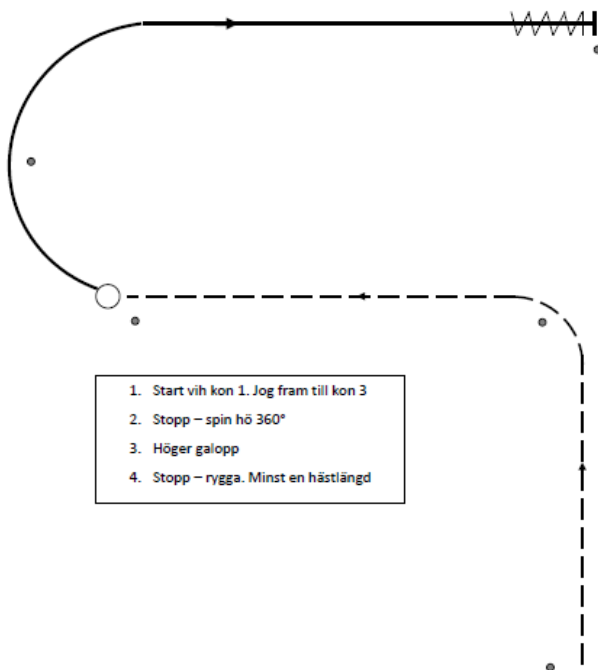 1. Start vih kon 1. Jog fram till kon 3
2. Stopp – spin hö 360°
3. Höger galopp
4. Stopp – rygga. Minst en hästlängd